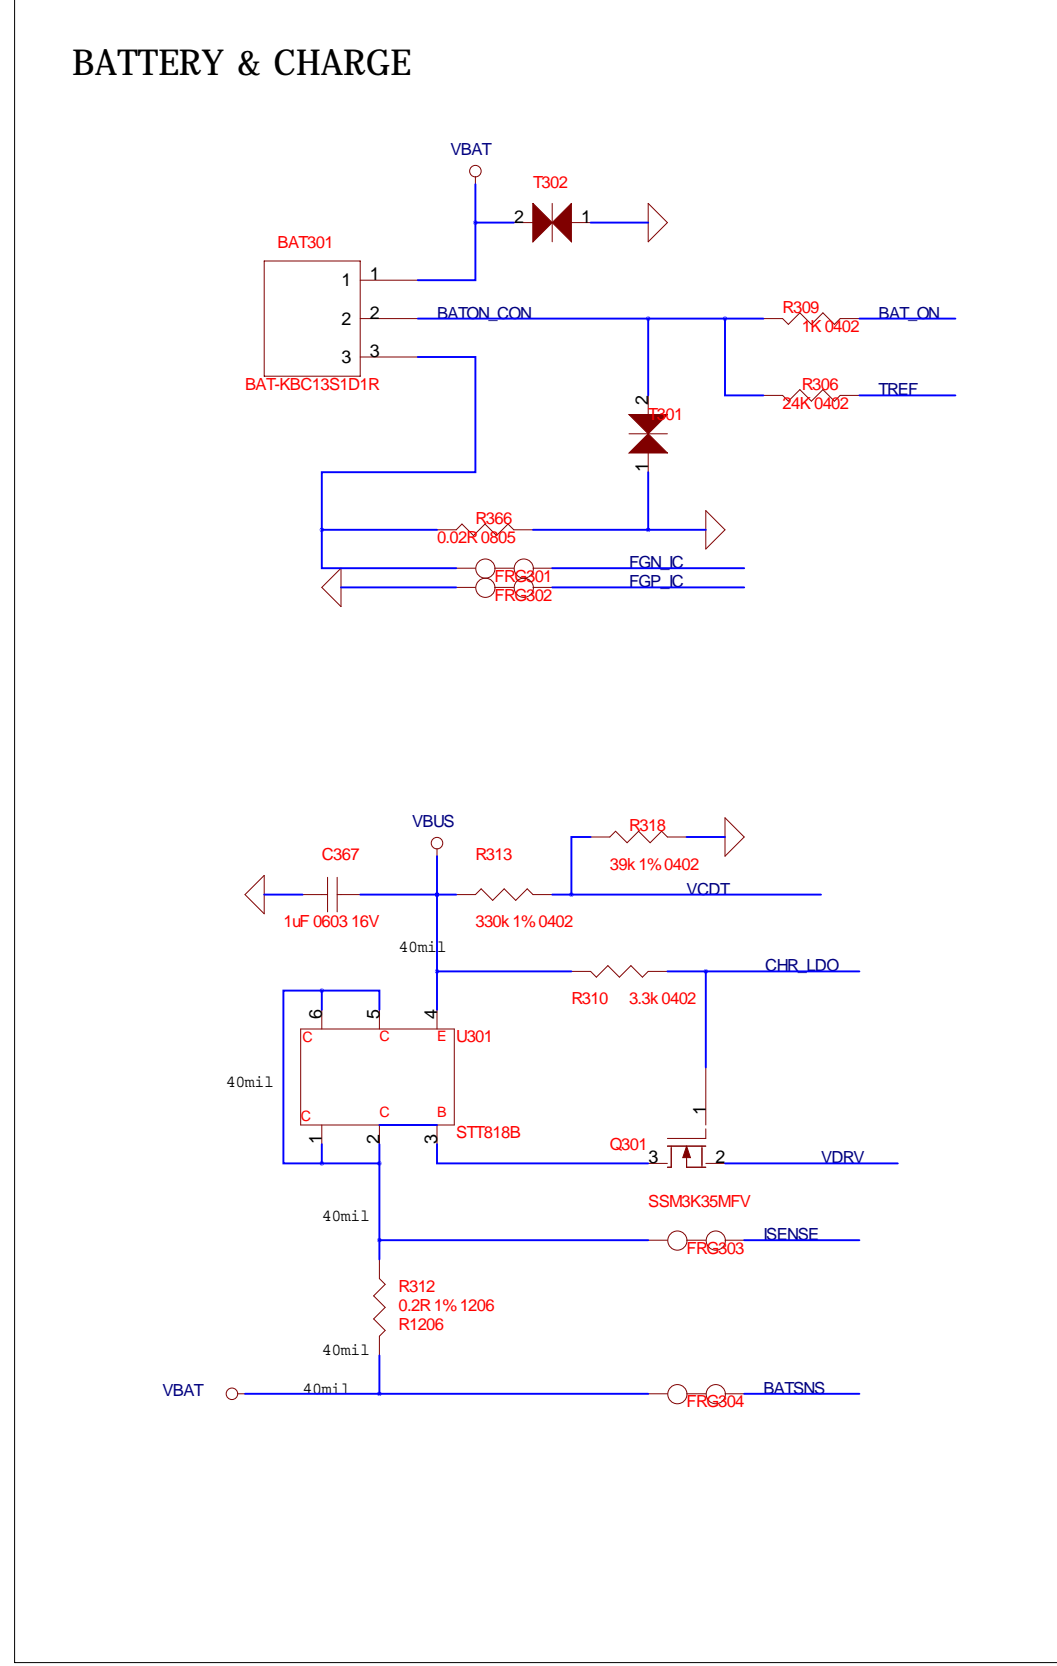 BATTERY & CHARGE
VBAT
T302
2
1
BAT301
1
1
2
2
BATON_CON
R309
1K 0402
BAT_ON
3
3
BAT-KBC13S1D1R
R306
24K 0402
TREF
2
T301
1
R366
0.02R 0805
FRG301
FGN_IC
FRG302
FGP_IC
VBUS
R318
39k 1% 0402
C367
R313
VCDT
1uF 0603 16V
330k 1% 0402
40mil
CHR_LDO
R310
3.3k 0402
6
5
4
C
C
E
U301
40mil
C
C
B
1
2
3
STT818B
1
Q301
3
2
VDRV
SSM3K35MFV
40mil
FRG303
ISENSE
R312
0.2R 1% 1206
R1206
40mil
VBAT
40mil
FRG304
BATSNS